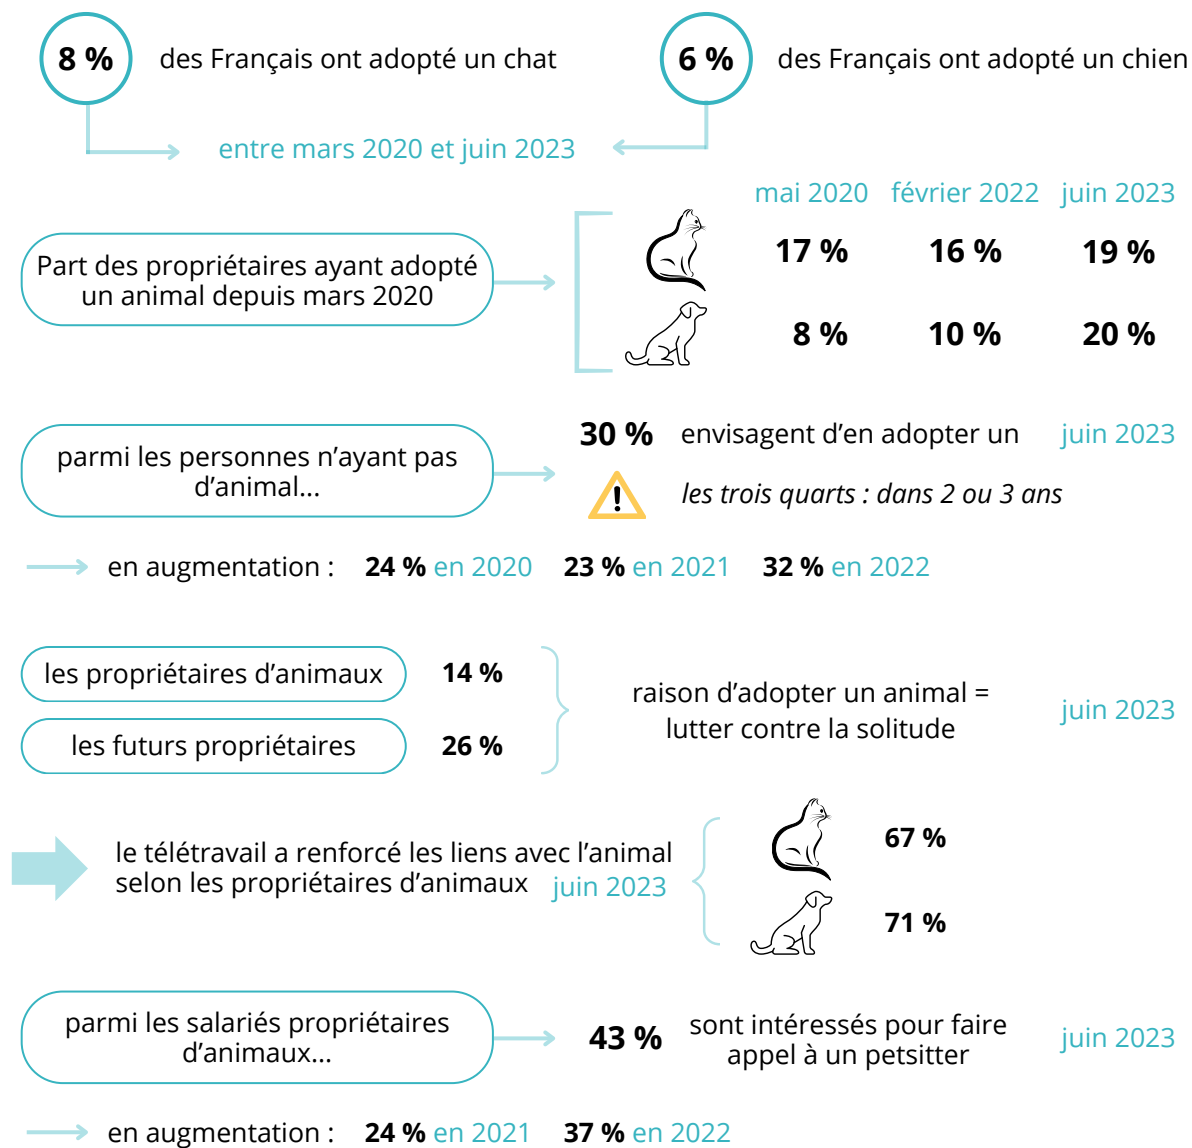 8 % des Français ont adopté un chat
6 % des Français ont adopté un chien
entre mars 2020 et juin 2023
mai 2020 février 2022 juin 2023
Part des propriétaires ayant adopté
un animal depuis mars 2020
17 % 16 % 19 %
8 % 10 % 20 %
parmi les personnes n’ayant pas
d’animal...
30 % envisagent d’en adopter un juin 2023
les trois quarts : dans 2 ou 3 ans
en augmentation : 24 % en 2020 23 % en 2021 32 % en 2022
les propriétaires d’animaux 14 %
les futurs propriétaires 26 %
raison d’adopter un animal =
lutter contre la solitude
juin 2023
le télétravail a renforcé les liens avec l’animal
selon les propriétaires d’animaux juin 2023
67 %
71 %
parmi les salariés propriétaires
d’animaux...
43 % sont intéressés pour faire
appel à un petsitter
juin 2023
en augmentation : 24 % en 2021 37 % en 2022